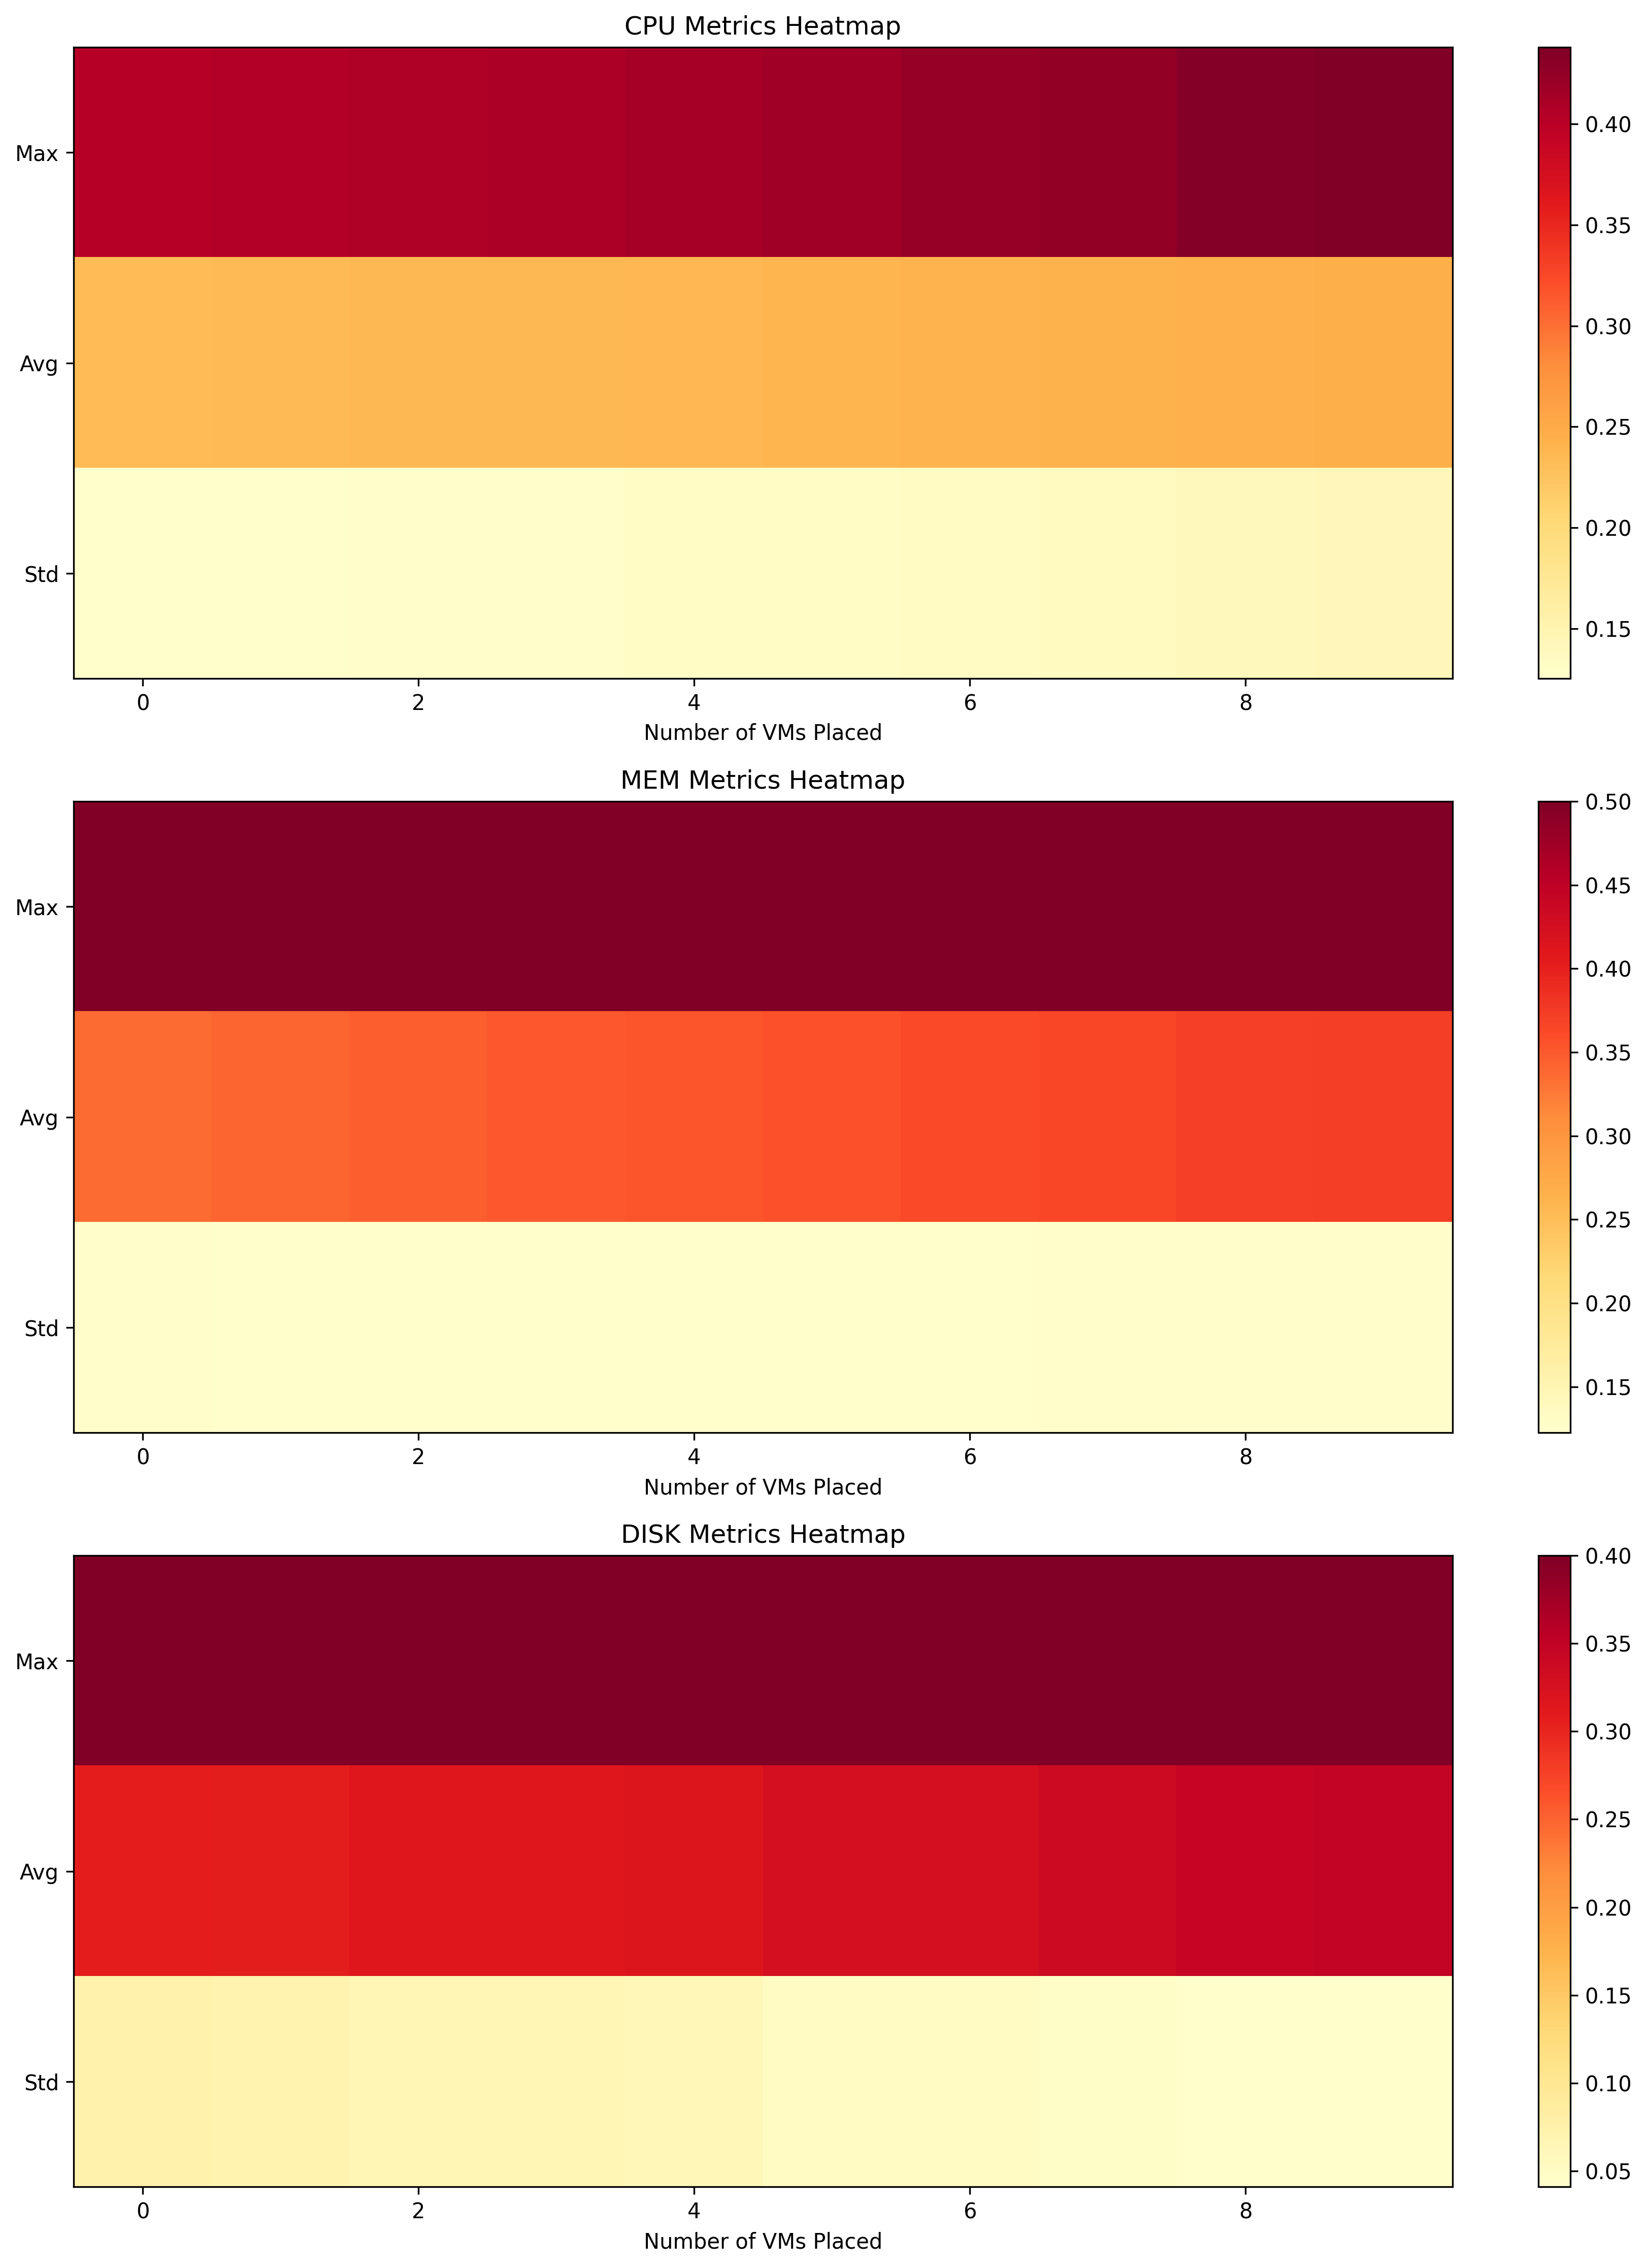 CPU Metrics Heatmap
Max
Avg
Std
0 2 4 6 8
Number of VMs Placed
0.40
0.35
0.30
0.25
0.20
0.15
MEM Metrics Heatmap
Max
Avg
Std
0 2 4 6 8
Number of VMs Placed
0.50
0.45
0.40
0.35
0.30
0.25
0.20
0.15
DISK Metrics Heatmap
Max
Avg
Std
0 2 4 6 8
Number of VMs Placed
0.40
0.35
0.30
0.25
0.20
0.15
0.10
0.05